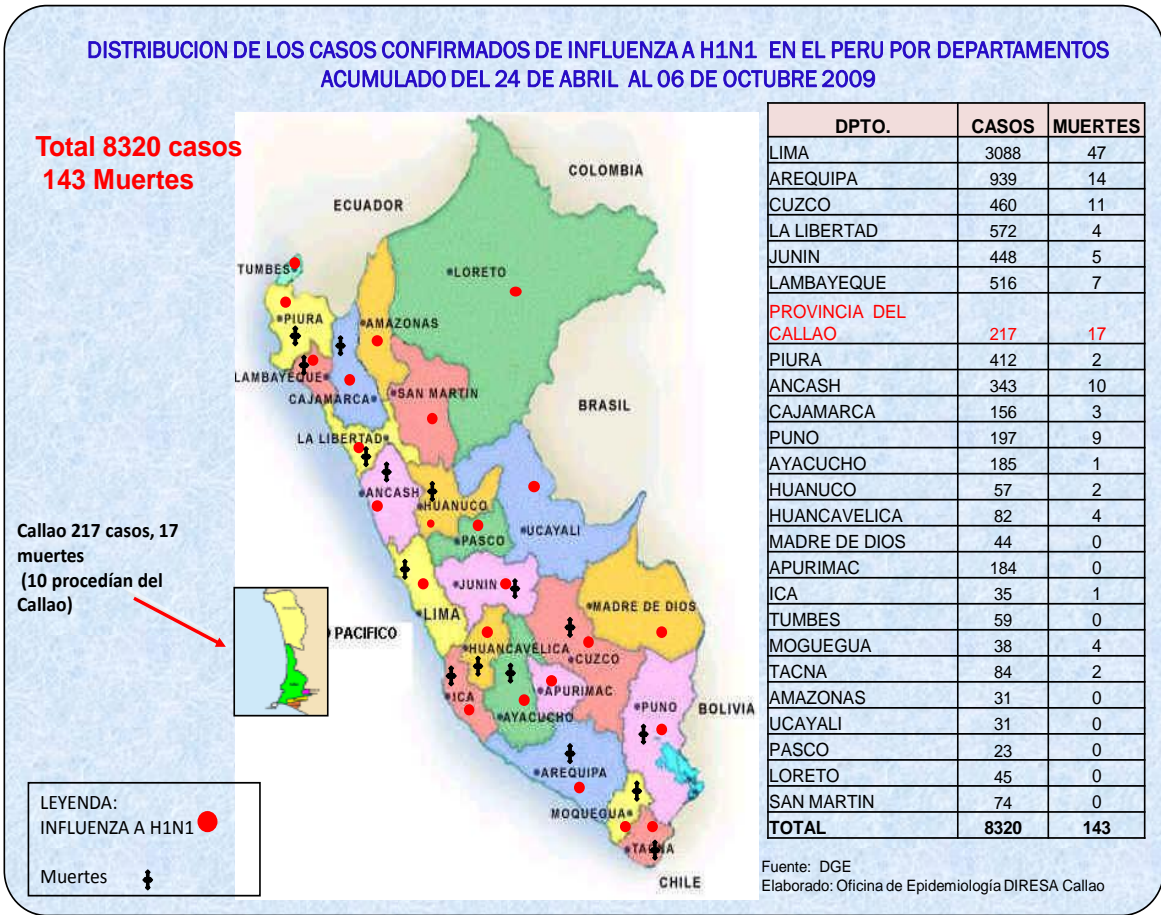 DISTRIBUCION DE LOS CASOS CONFIRMADOS DE INFLUENZA A H1N1 EN EL PERU POR DEPARTAMENTOS
ACUMULADO DEL 24 DE ABRIL AL 06 DE OCTUBRE 2009
Total 8320 casos
143 Muertes
COLOMBIA
ECUADOR
TUMBES
LORETO
PIURA
AMAZONAS
LAMBAYEQUE
CAJAMARCA
SAN MARTIN
BRASIL
LA LIBERTAD
ANCASH
HUANUCO
PASCO
UCAYALI
JUNIN
LIMA
MADRE DE DIOS
PACIFICO
HUANCAVELICA
CUZCO
ICA
APURIMAC
AYACUCHO
PUNO
BOLIVIA
AREQUIPA
MOQUEGUA
TACNA
CHILE
Callao 217 casos, 17
muertes
(10 procedían del
Callao)
LEYENDA:
INFLUENZA A H1N1
Muertes
DPTO. CASOS MUERTES
LIMA 3088 47
AREQUIPA 939 14
CUZCO 460 11
LA LIBERTAD 572 4
JUNIN 448 5
LAMBAYEQUE 516 7
PROVINCIA DEL
CALLAO 217 17
PIURA 412 2
ANCASH 343 10
CAJAMARCA 156 3
PUNO 197 9
AYACUCHO 185 1
HUANUCO 57 2
HUANCAVELICA 82 4
MADRE DE DIOS 44 0
APURIMAC 184 0
ICA 35 1
TUMBES 59 0
MOGUEGUA 38 4
TACNA 84 2
AMAZONAS 31 0
UCAYALI 31 0
PASCO 23 0
LORETO 45 0
SAN MARTIN 74 0
TOTAL 8320 143
Fuente: DGE
Elaborado: Oficina de Epidemiología DIRESA Callao